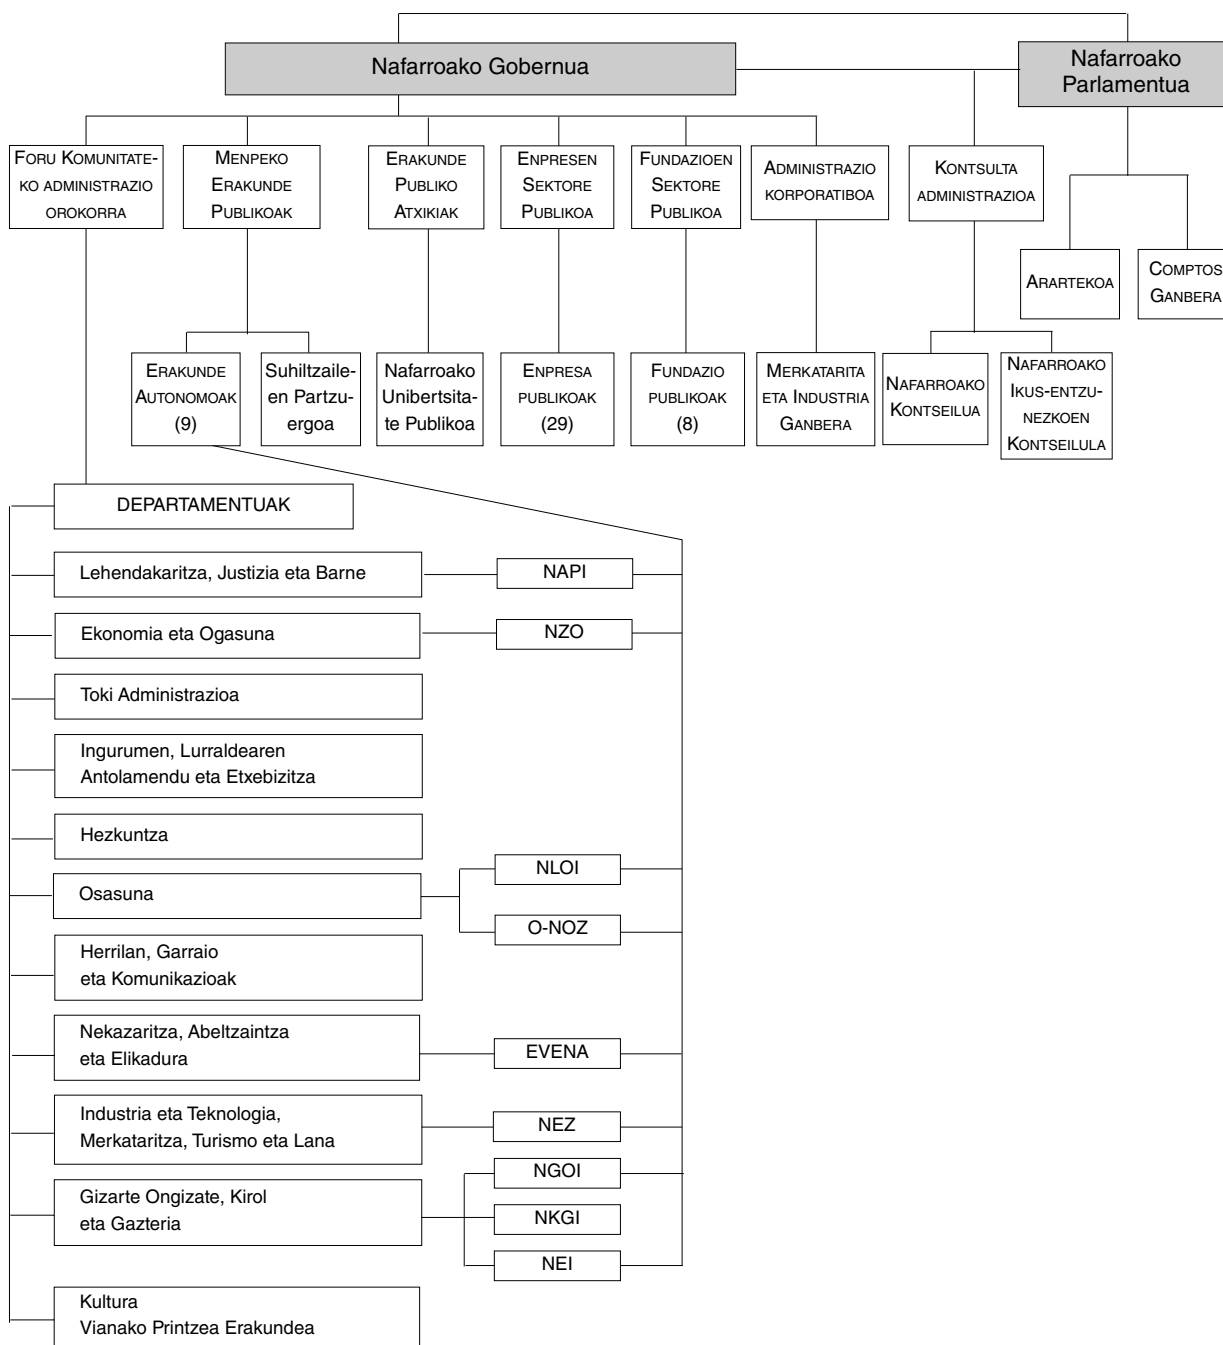 Nafarroako Gobernua
Nafarroako
Parlamentua
FORU KOMUNITATE-
KO ADMINISTRAZIO
OROKORRA
MENPEKO
ERAKUNDE
PUBLIKOAK
ERAKUNDE
PUBLIKO
ATXIKIAK
ENPRESEN
SEKTORE
PUBLIKOA
FUNDAZIOEN
SEKTORE
PUBLIKOA
ADMINISTRAZIO
KORPORATIBOA
KONTSULTA
ADMINISTRAZIOA
ARARTEKOA
COMPTOS
GANBERA
ERAKUNDE
AUTONOMOAK
(9)
Suhiltzaile-
en Partzu-
ergoa
Nafarroako
Unibertsita-
te Publikoa
ENPRESA
PUBLIKOAK
(29)
FUNDAZIO
PUBLIKOAK
(8)
MERKATARITA
ETA INDUSTRIA
GANBERA
NAFARROAKO
KONTSEILUA
NAFARROAKO
IKUS-ENTZU-
NEZKOEN
KONTSEILULA
DEPARTAMENTUAK
Lehendakaritza, Justizia eta Barne
NAPI
Ekonomia eta Ogasuna
NZO
Toki Administrazioa
Ingurumen, Lurraldearen
Antolamendu eta Etxebizitza
Hezkuntza
Osasuna
NLOI
O-NOZ
Herrilan, Garraio
eta Komunikazioak
Nekazaritza, Abeltzaintza
eta Elikadura
EVENA
Industria eta Teknologia,
Merkataritza, Turismo eta Lana
NEZ
Gizarte Ongizate, Kirol
eta Gazteria
NGOI
NKGI
NEI
Kultura
Vianako Printzea Erakundea